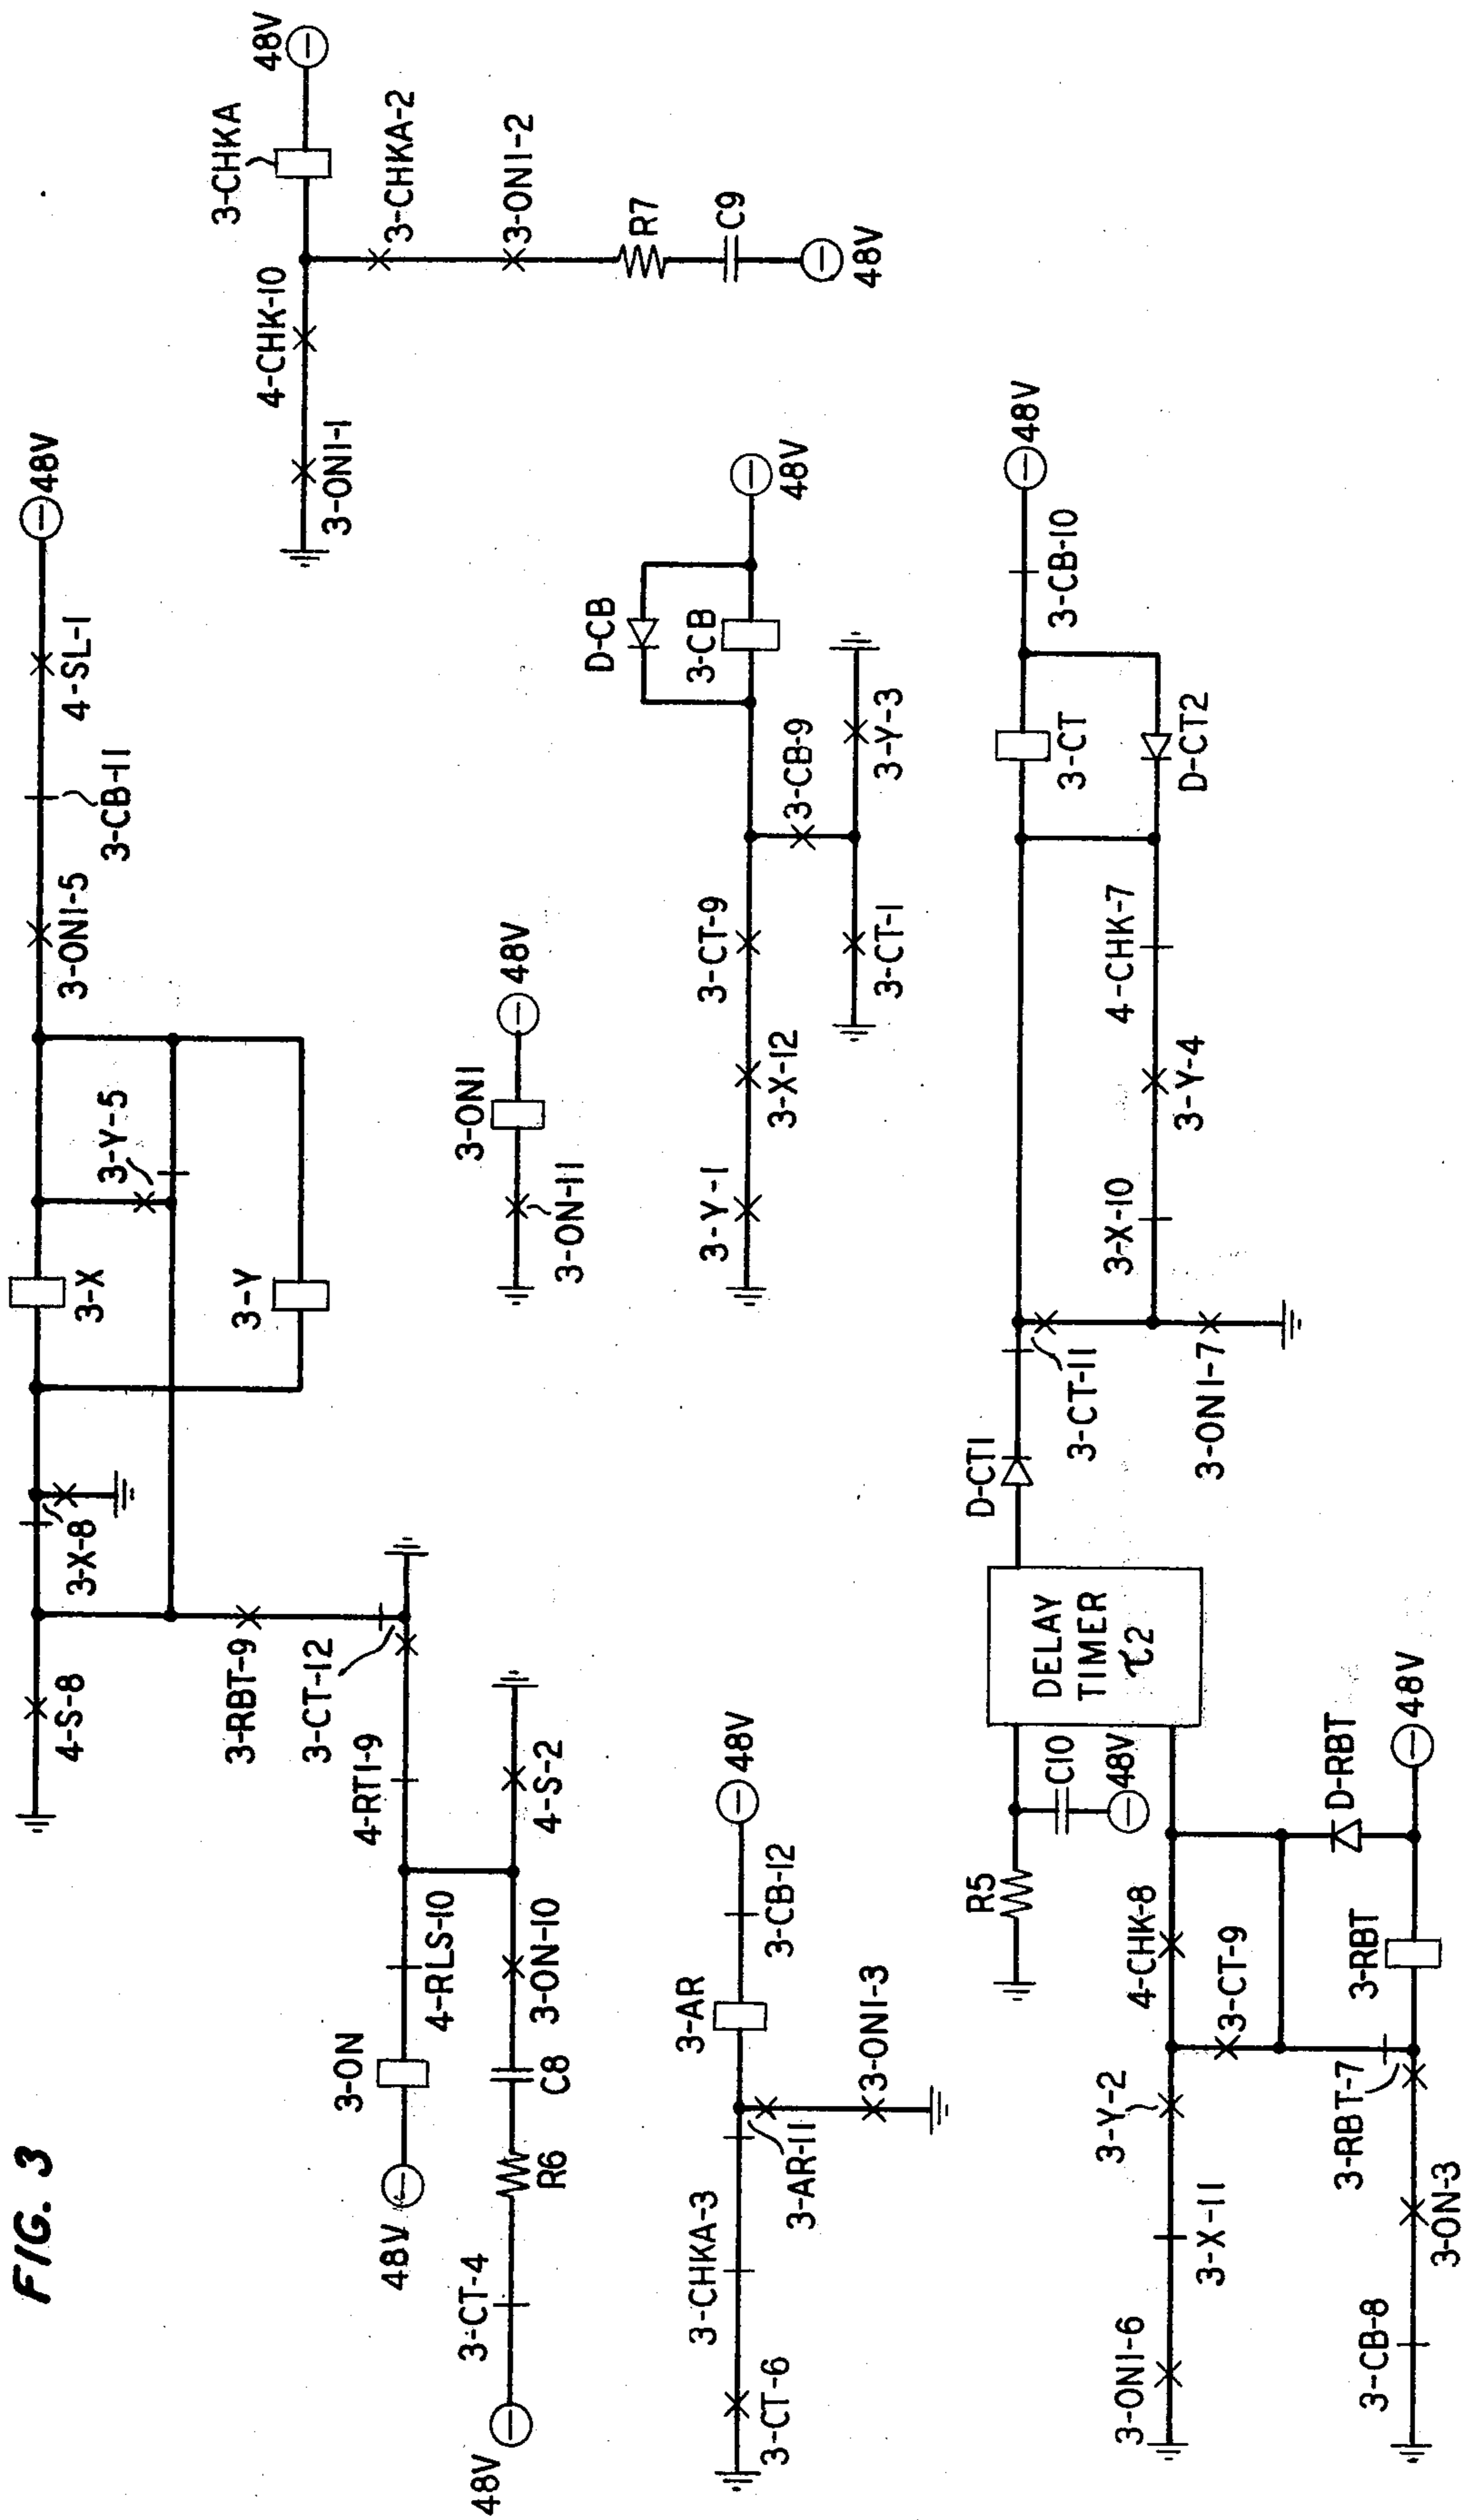 FIG. 3
4-S-8
3-X-8
3-X
3-Y
3-Y-5
3-ON1-5
3-CB-11
4-SL-1
48V
3-RBT-9
3-CT-12
48V
3-ON
4-RLS-10
4-RT1-9
48V
3-CT-4
R6
C8
3-ON-10
4-S-2
3-ON-11
3-ON1
48V
3-ON1-1
4-CHK-10
3-CHKA
48V
3-CHKA-2
3-ON1-2
R7
C9
48V
3-CT-6
3-CHKA-3
3-AR-11
3-AR
3-ON1-3
3-CB-12
48V
3-Y-1
3-X-12
3-CT-9
3-CB-9
3-CT-1
3-Y-3
D-CB
3-CB
48V
R5
C10
48V
DELAY
TIMER
τ2
D-CT1
3-CT-11
3-ON1-7
3-X-10
3-Y-4
4-CHK-7
3-CT
D-CT2
3-CB-10
48V
3-ON1-6
3-X-11
3-Y-2
4-CHK-8
3-CT-9
3-CB-8
3-ON-3
3-RBT-7
3-RBT
D-RBT
48V